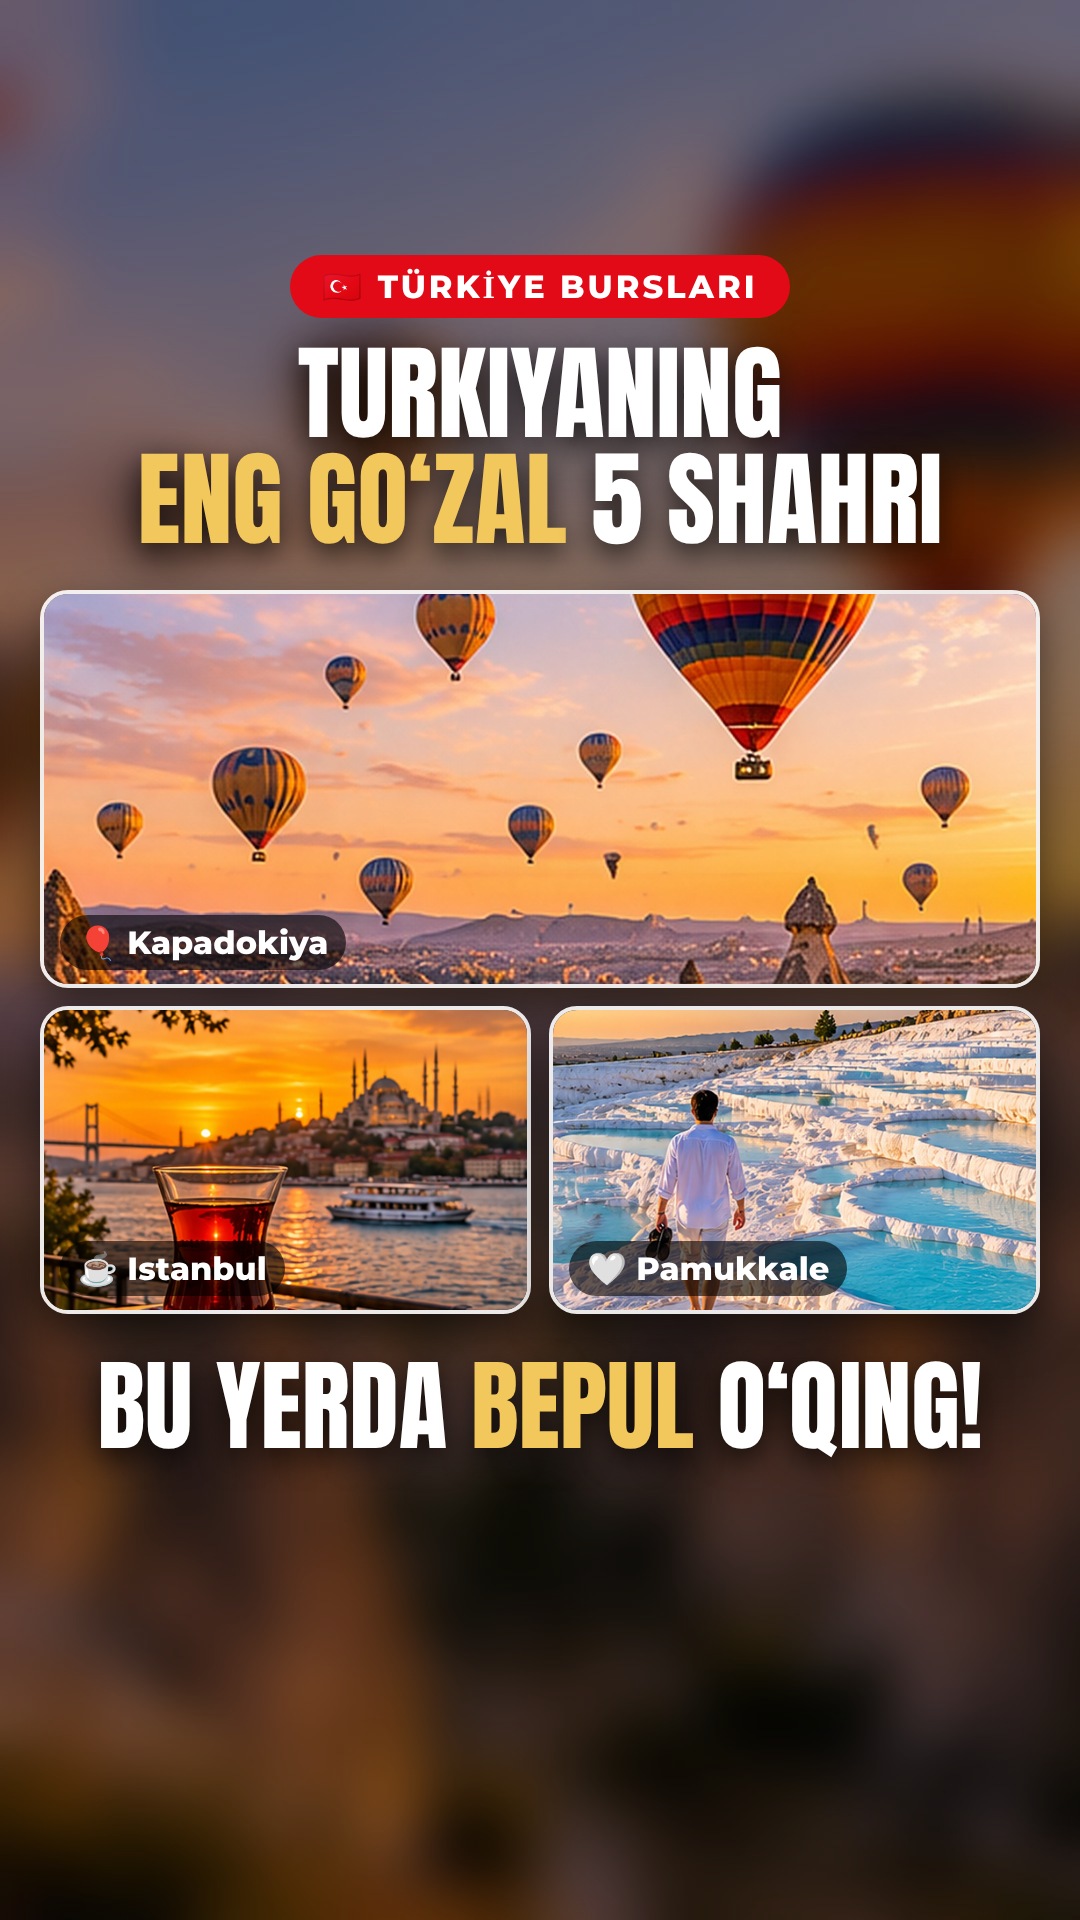 TÜRKİYE BURSLARI
TURKIYANING
ENG GO‘ZAL 5 SHAHRI
Kapadokiya
Istanbul
Pamukkale
BU YERDA BEPUL O‘QING!